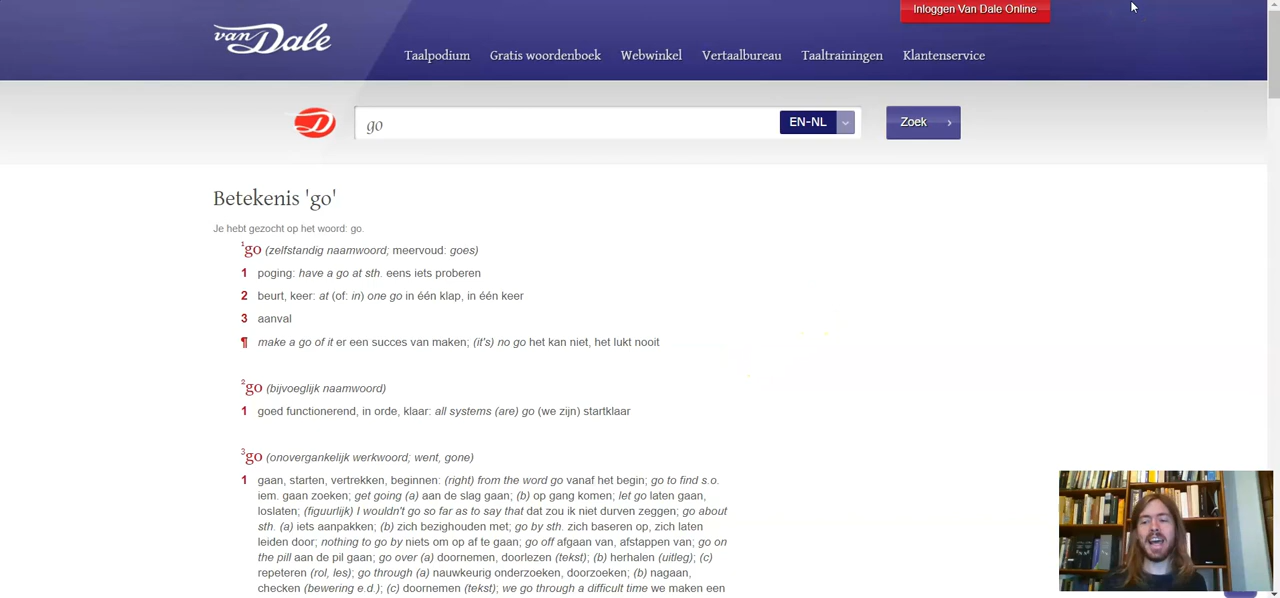 Inloggen Van Dale Online
van Dale
Taalpodium Gratis woordenboek Webwinkel Vertaalbureau Taaltrainingen Klantenservice
go EN-NL Zoek
Betekenis 'go'
Je hebt gezocht op het woord: go.
1go (zelfstandig naamwoord; meervoud: goes)
1 poging: have a go at sth. eens iets proberen
2 beurt, keer: at (of: in) one go in één klap, in één keer
3 aanval
¶ make a go of it er een succes van maken; (it's) no go het kan niet, het lukt nooit
2go (bijvoeglijk naamwoord)
1 goed functionerend, in orde, klaar: all systems (are) go (we zijn) startklaar
3go (onovergankelijk werkwoord; went, gone)
1 gaan, starten, vertrekken, beginnen: (right) from the word go vanaf het begin; go to find s.o.
iem. gaan zoeken; get going (a) aan de slag gaan; (b) op gang komen; let go laten gaan,
loslaten; (figuurlijk) I wouldn't go so far as to say that dat zou ik niet durven zeggen; go about
sth. (a) iets aanpakken; (b) zich bezighouden met; go by sth. zich baseren op, zich laten
leiden door; nothing to go by niets om op af te gaan; go off afgaan van, afstappen van; go on
the pill aan de pil gaan; go over (a) doornemen, doorlezen (tekst); (b) herhalen (uitleg); (c)
repeteren (rol, les); go through (a) nauwkeurig onderzoeken, doorzoeken; (b) nagaan,
checken (bewering e.d.); (c) doornemen (tekst); we go through a difficult time we maken een